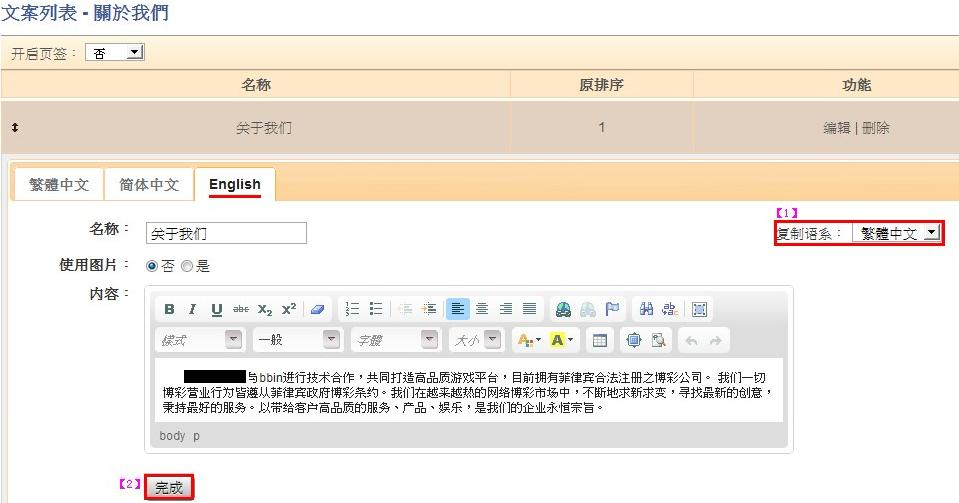 文案列表 - 關於我們
开启页签： 否
名称 原排序 功能
关于我们 1 编辑 | 删除
繁體中文 简体中文 English
【1】
名称： 关于我们 复制语系： 繁體中文
使用图片： 否 是
内容：
B I U abc X₂ X²
樣式 一般 字體 大小 A A
与bbin进行技术合作，共同打造高品质游戏平台，目前拥有菲律宾合法注册之博彩公司。 我们一切
博彩营业行为皆遵从菲律宾政府博彩条约。我们在越来越热的网络博彩市场中，不断地求新求变，寻找最新的创意，
秉持最好的服务。以带给客户高品质的服务、产品、娱乐，是我们的企业永恒宗旨。
body p
【2】 完成